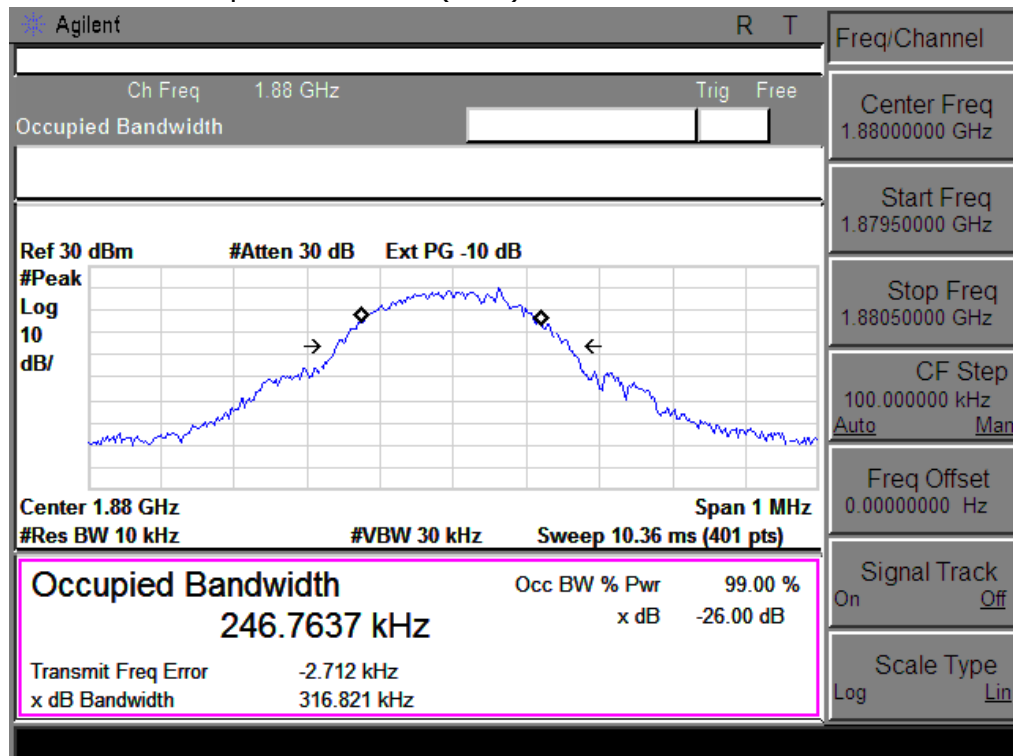 Agilent R T
Freq/Channel
Ch Freq 1.88 GHz Trig Free
Occupied Bandwidth
Center Freq
1.88000000 GHz
Start Freq
1.87950000 GHz
Ref 30 dBm #Atten 30 dB Ext PG -10 dB
#Peak
Log
10
dB/
Stop Freq
1.88050000 GHz
CF Step
100.000000 kHz
Auto Man
Center 1.88 GHz Span 1 MHz
#Res BW 10 kHz #VBW 30 kHz Sweep 10.36 ms (401 pts)
Freq Offset
0.00000000 Hz
Occupied Bandwidth Occ BW % Pwr 99.00 %
246.7637 kHz x dB -26.00 dB
Transmit Freq Error -2.712 kHz
x dB Bandwidth 316.821 kHz
Signal Track
On Off
Scale Type
Log Lin